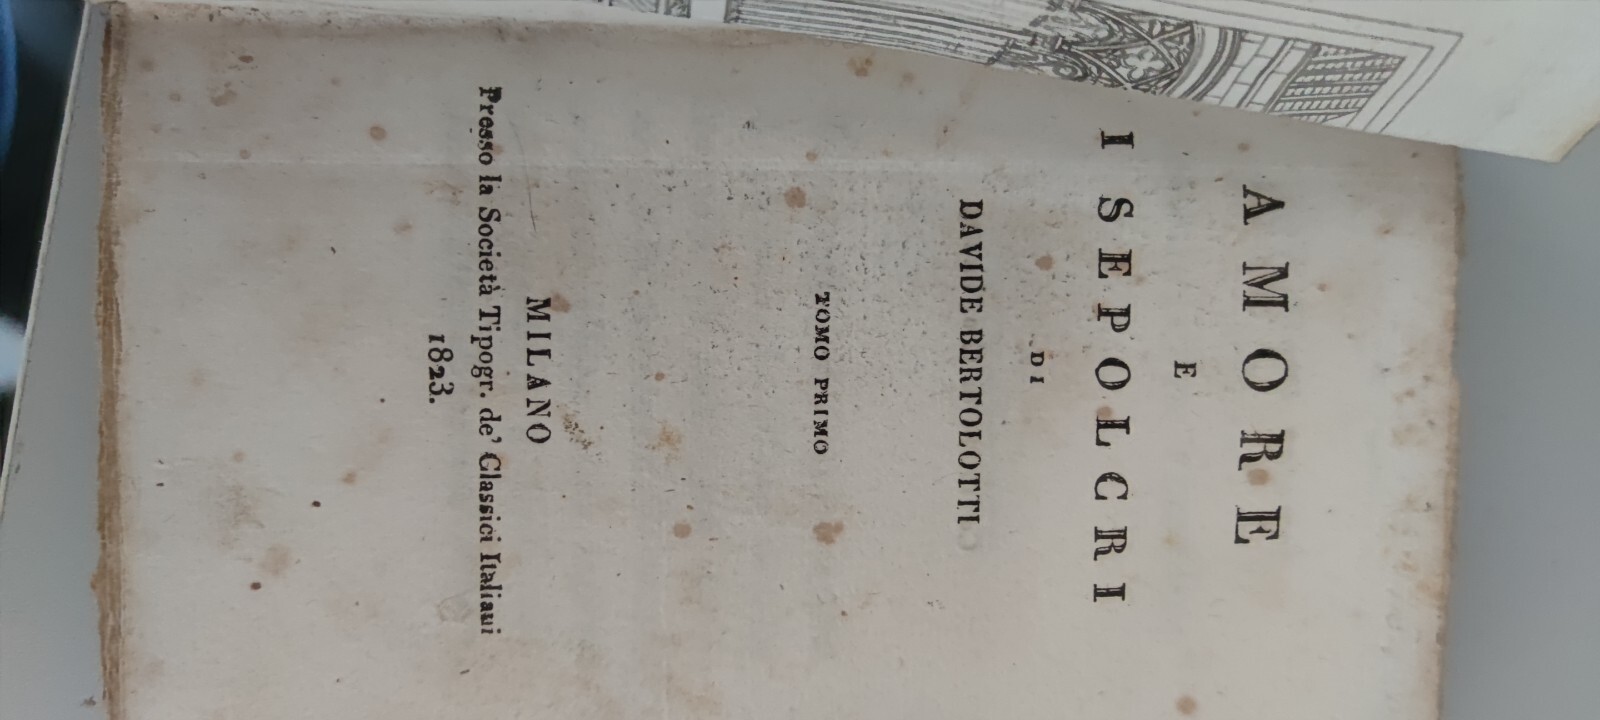 AMORE
E
I SEPOLCRI
DI
DAVIDE BERTOLOTTI
TOMO PRIMO
MILANO
Presso la Società Tipogr. de' Classici Italiani
1823.